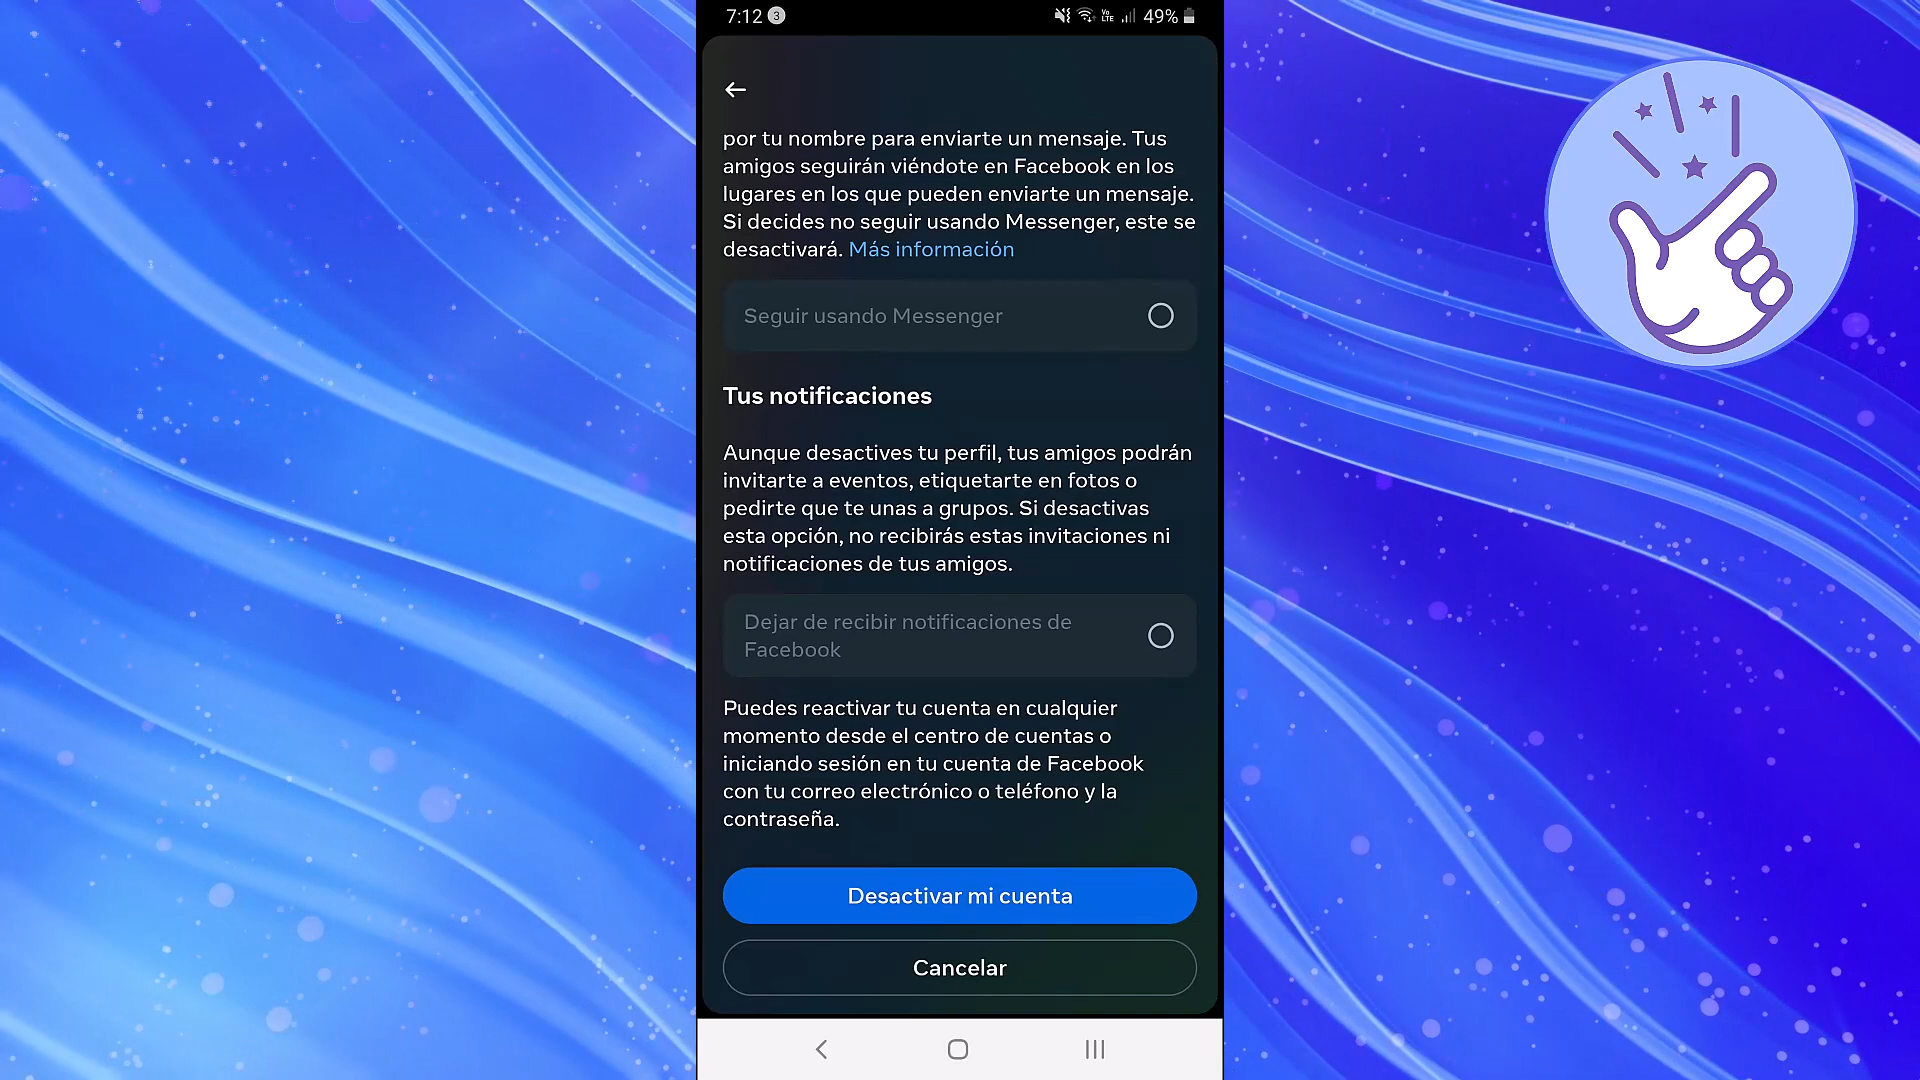 7:12 3 Vo LTE 49%
por tu nombre para enviarte un mensaje. Tus
amigos seguirán viéndote en Facebook en los
lugares en los que pueden enviarte un mensaje.
Si decides no seguir usando Messenger, este se
desactivará. Más información
Seguir usando Messenger
Tus notificaciones
Aunque desactives tu perfil, tus amigos podrán
invitarte a eventos, etiquetarte en fotos o
pedirte que te unas a grupos. Si desactivas
esta opción, no recibirás estas invitaciones ni
notificaciones de tus amigos.
Dejar de recibir notificaciones de
Facebook
Puedes reactivar tu cuenta en cualquier
momento desde el centro de cuentas o
iniciando sesión en tu cuenta de Facebook
con tu correo electrónico o teléfono y la
contraseña.
Desactivar mi cuenta
Cancelar